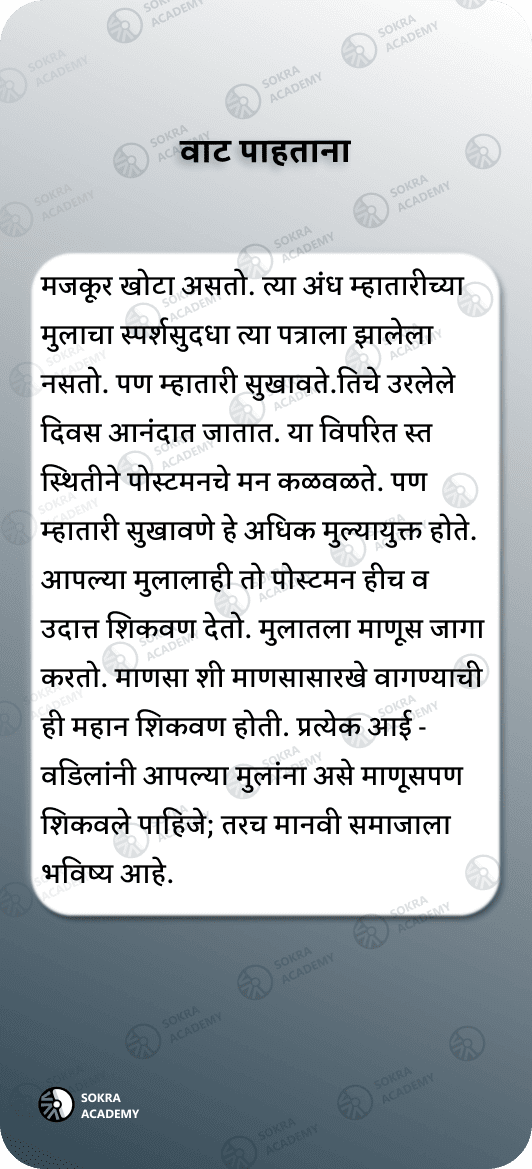 वाट पाहताना
मजकूर खोटा असतो. त्या अंध म्हातारीच्या
मुलाचा स्पर्शसुदधा त्या पत्राला झालेला
नसतो. पण म्हातारी सुखावते.तिचे उरलेले
दिवस आनंदात जातात. या विपरित स्त
स्थितीने पोस्टमनचे मन कळवळते. पण
म्हातारी सुखावणे हे अधिक मुल्यायुक्त होते.
आपल्या मुलालाही तो पोस्टमन हीच व
उदात्त शिकवण देतो. मुलातला माणूस जागा
करतो. माणसा शी माणसासारखे वागण्याची
ही महान शिकवण होती. प्रत्येक आई -
वडिलांनी आपल्या मुलांना असे माणूसपण
शिकवले पाहिजे; तरच मानवी समाजाला
भविष्य आहे.
SOKRA
ACADEMY